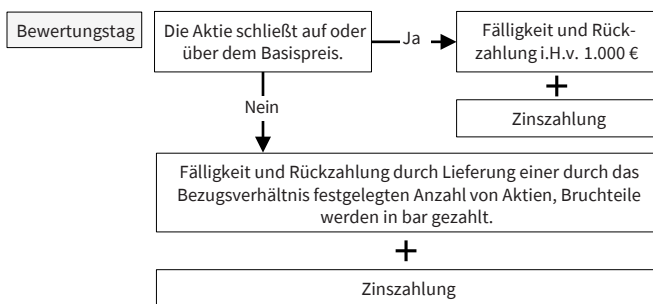 Bewertungstag
Die Aktie schließt auf oder
über dem Basispreis.
Ja
Fälligkeit und Rück-
zahlung i.H.v. 1.000 €
+
Zinszahlung
Nein
Fälligkeit und Rückzahlung durch Lieferung einer durch das
Bezugsverhältnis festgelegten Anzahl von Aktien, Bruchteile
werden in bar gezahlt.
+
Zinszahlung